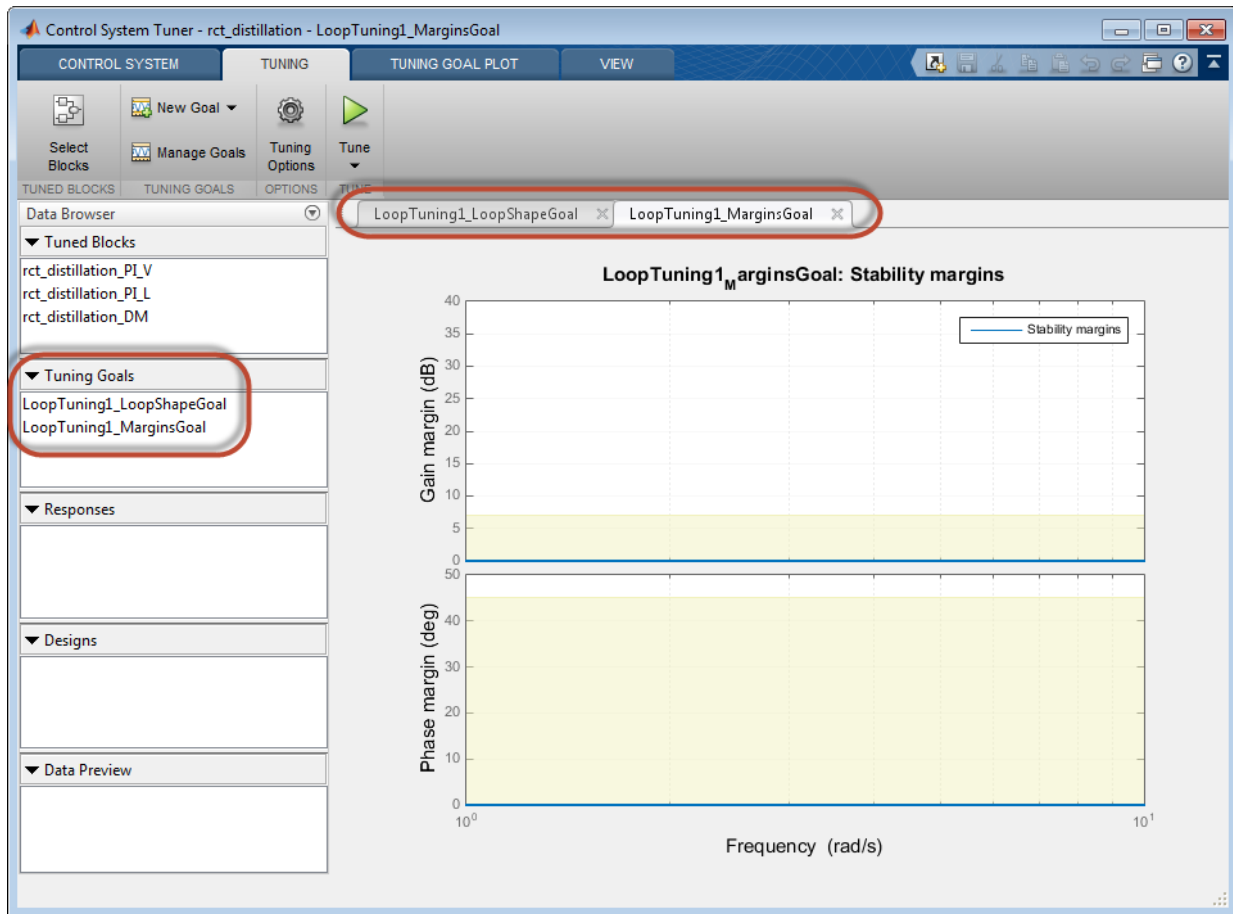 Control System Tuner - rct_distillation - LoopTuning1_MarginsGoal
CONTROL SYSTEM
TUNING
TUNING GOAL PLOT
VIEW
Select Blocks
New Goal
Manage Goals
Tuning Options
Tune
TUNED BLOCKS
TUNING GOALS
OPTIONS
TUNE
Data Browser
Tuned Blocks
rct_distillation_PI_V
rct_distillation_PI_L
rct_distillation_DM
Tuning Goals
LoopTuning1_LoopShapeGoal
LoopTuning1_MarginsGoal
Responses
Designs
Data Preview
LoopTuning1_LoopShapeGoal
LoopTuning1_MarginsGoal
LoopTuning1MarginsGoal: Stability margins
Stability margins
Gain margin (dB)
40
35
30
25
20
15
10
5
0
Phase margin (deg)
50
40
30
20
10
0
10^0
10^1
Frequency (rad/s)